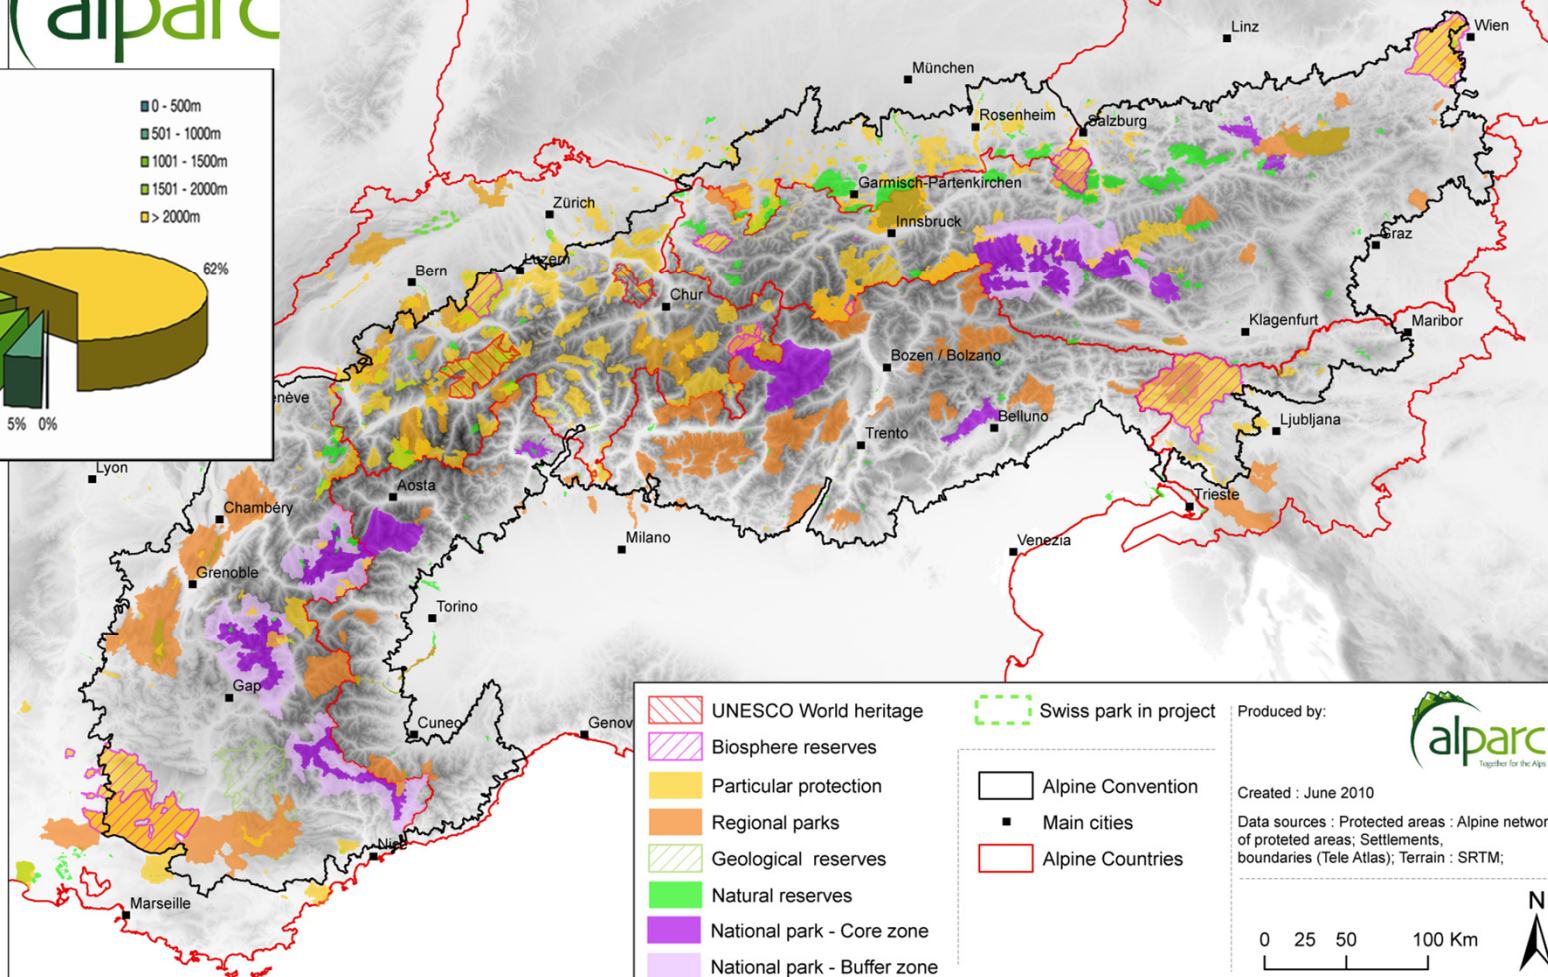 alparc
0 - 500m
501 - 1000m
1001 - 1500m
1501 - 2000m
> 2000m
62%
5% 0%
Linz
Wien
München
Rosenheim
Salzburg
Garmisch-Partenkirchen
Zürich
Innsbruck
Graz
Luzern
Bern
Chur
Klagenfurt
Maribor
Bozen / Bolzano
enève
Belluno
Ljubljana
Trento
Lyon
Aosta
Trieste
Chambéry
Milano
Venezia
Grenoble
Torino
Gap
Cuneo
Genov
Nice
Marseille
UNESCO World heritage
Biosphere reserves
Particular protection
Regional parks
Geological reserves
Natural reserves
National park - Core zone
National park - Buffer zone
Swiss park in project
Alpine Convention
Main cities
Alpine Countries
Produced by:
alparc
Together for the Alps
Created : June 2010
Data sources : Protected areas : Alpine networ
of proteted areas; Settlements,
boundaries (Tele Atlas); Terrain : SRTM;
N
0 25 50 100 Km